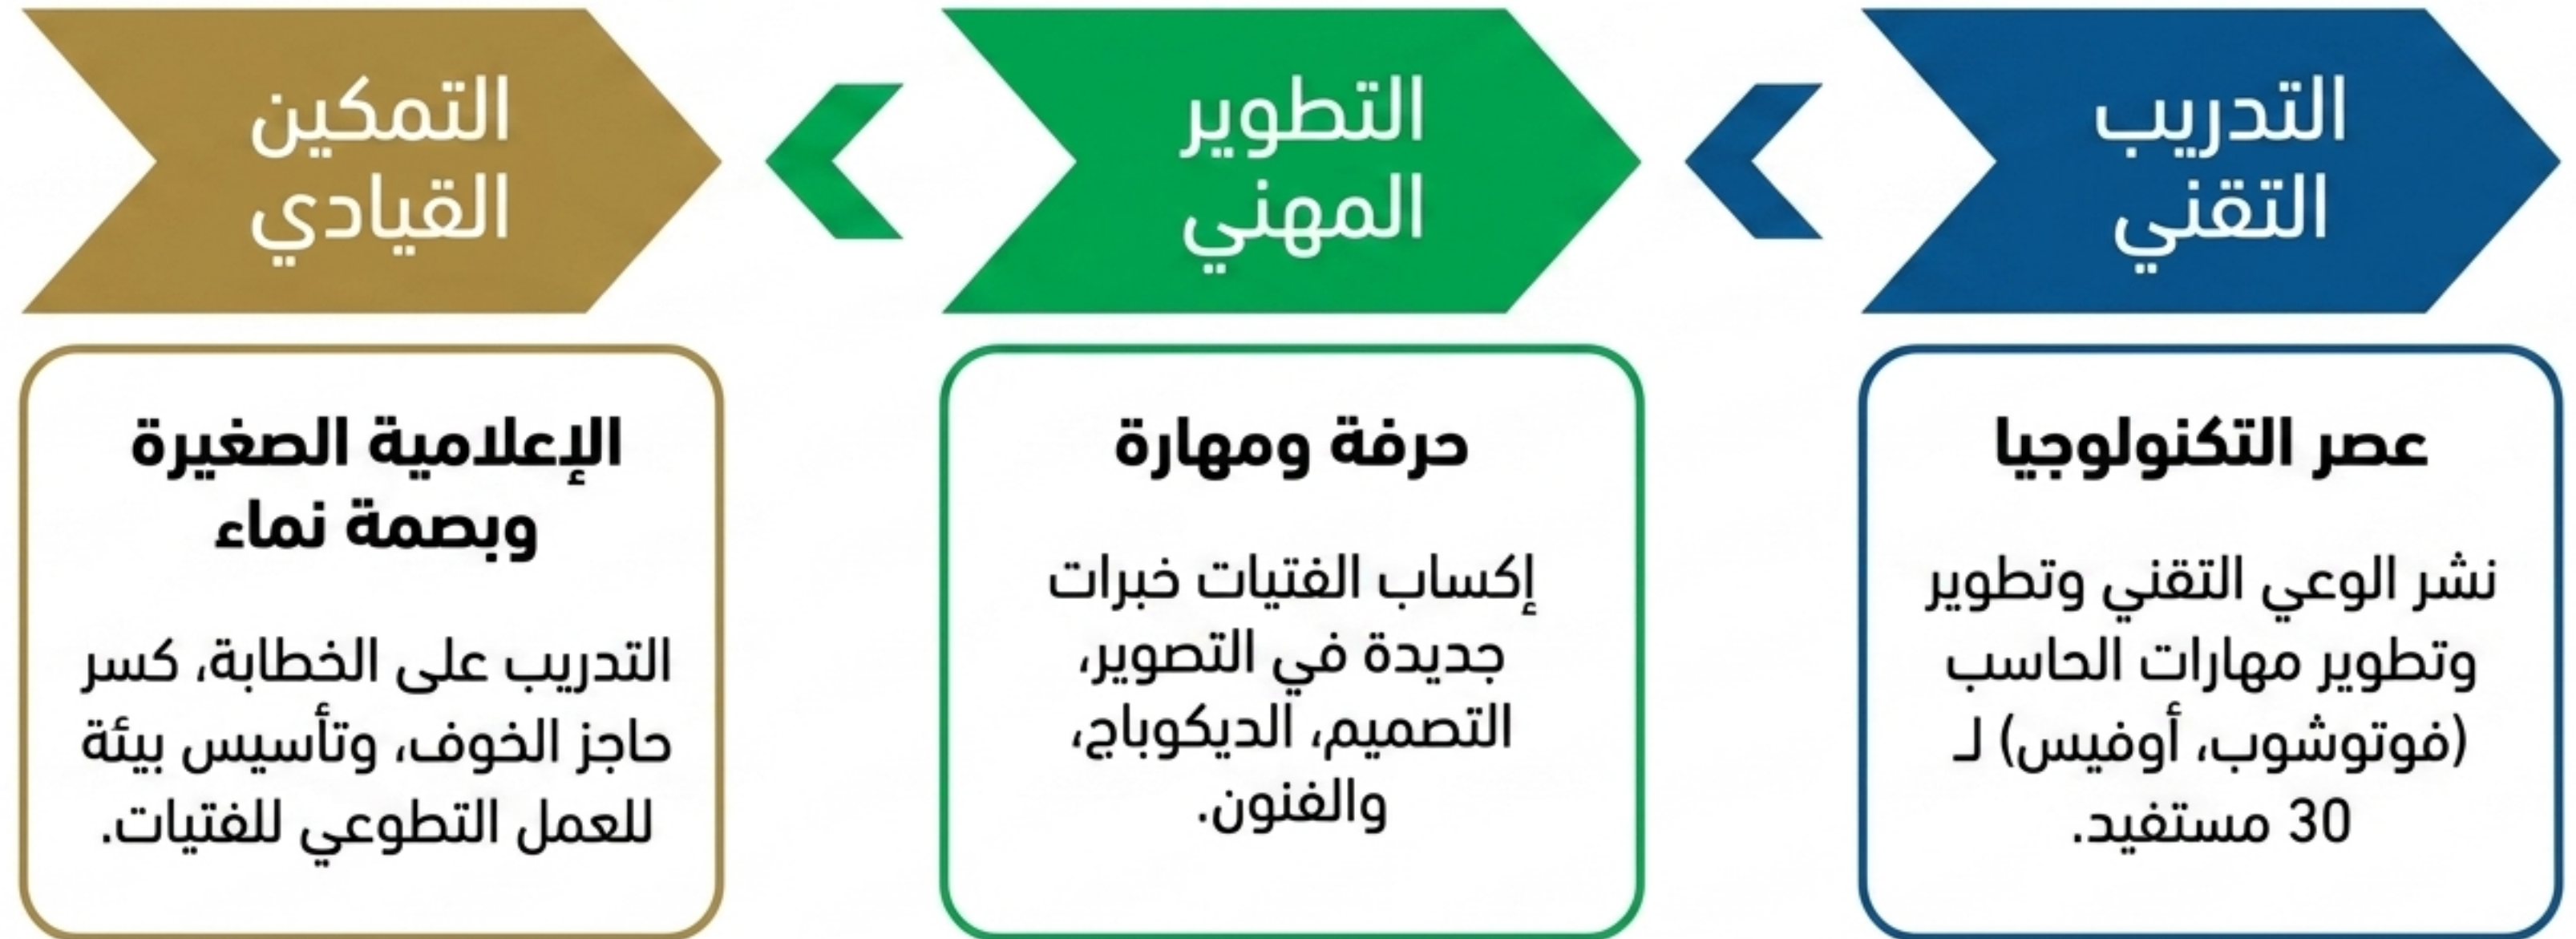 التدريب
التقني
عصر التكنولوجيا
نشر الوعي التقني وتطوير
وتطوير مهارات الحاسب
(فوتوشوب، أوفيس) لـ
30 مستفيد.
التطوير
المهني
حرفة ومهارة
إكساب الفتيات خبرات
جديدة في التصوير،
التصميم، الديكوباج،
والفنون.
التمكين
القيادي
الإعلامية الصغيرة
وبصمة نماء
التدريب على الخطابة، كسر
حاجز الخوف، وتأسيس بيئة
للعمل التطوعي للفتيات.